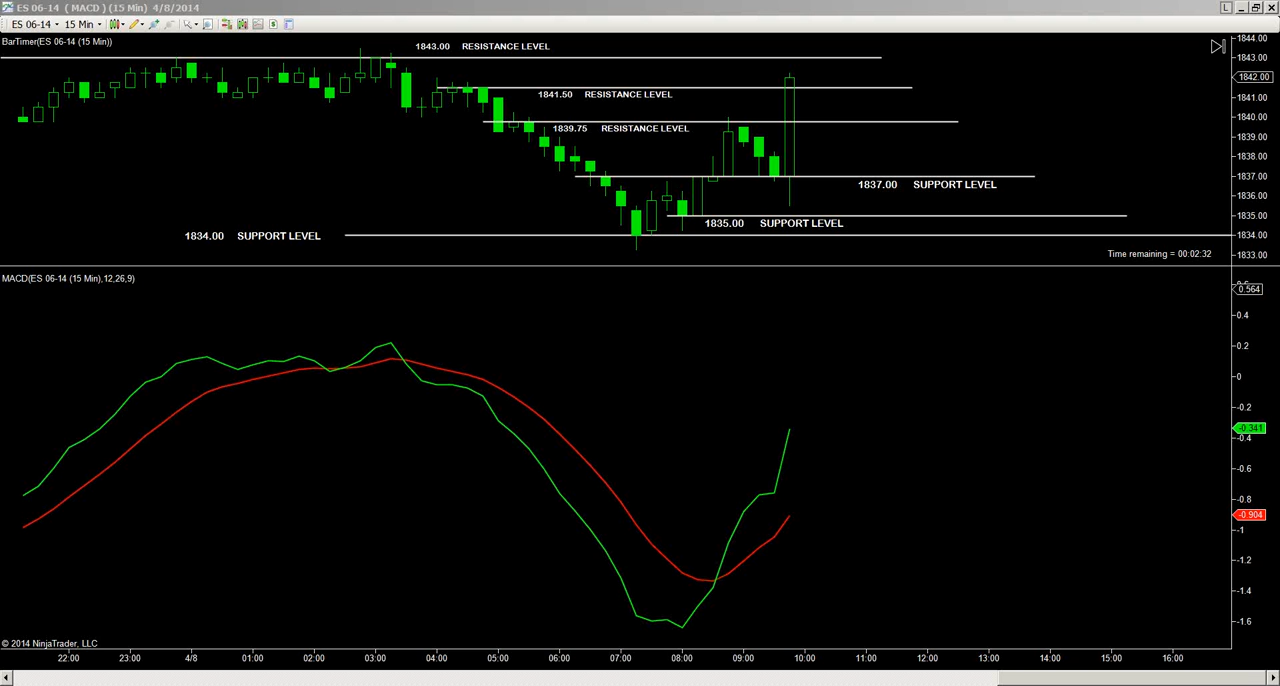 ES 06-14 ( MACD ) (15 Min) 4/8/2014
L
ES 06-14 15 Min
BarTimer(ES 06-14 (15 Min))
1843.00 RESISTANCE LEVEL
1841.50 RESISTANCE LEVEL
1839.75 RESISTANCE LEVEL
1837.00 SUPPORT LEVEL
1835.00 SUPPORT LEVEL
1834.00 SUPPORT LEVEL
Time remaining = 00:02:32
1844.00
1843.00
1842.00
1841.00
1840.00
1839.00
1838.00
1837.00
1836.00
1835.00
1834.00
1833.00
MACD(ES 06-14 (15 Min),12,26,9)
0.564
0.4
0.2
0
-0.2
-0.341
-0.4
-0.6
-0.8
-0.904
-1
-1.2
-1.4
-1.6
© 2014 NinjaTrader, LLC
22:00 23:00 4/8 01:00 02:00 03:00 04:00 05:00 06:00 07:00 08:00 09:00 10:00 11:00 12:00 13:00 14:00 15:00 16:00